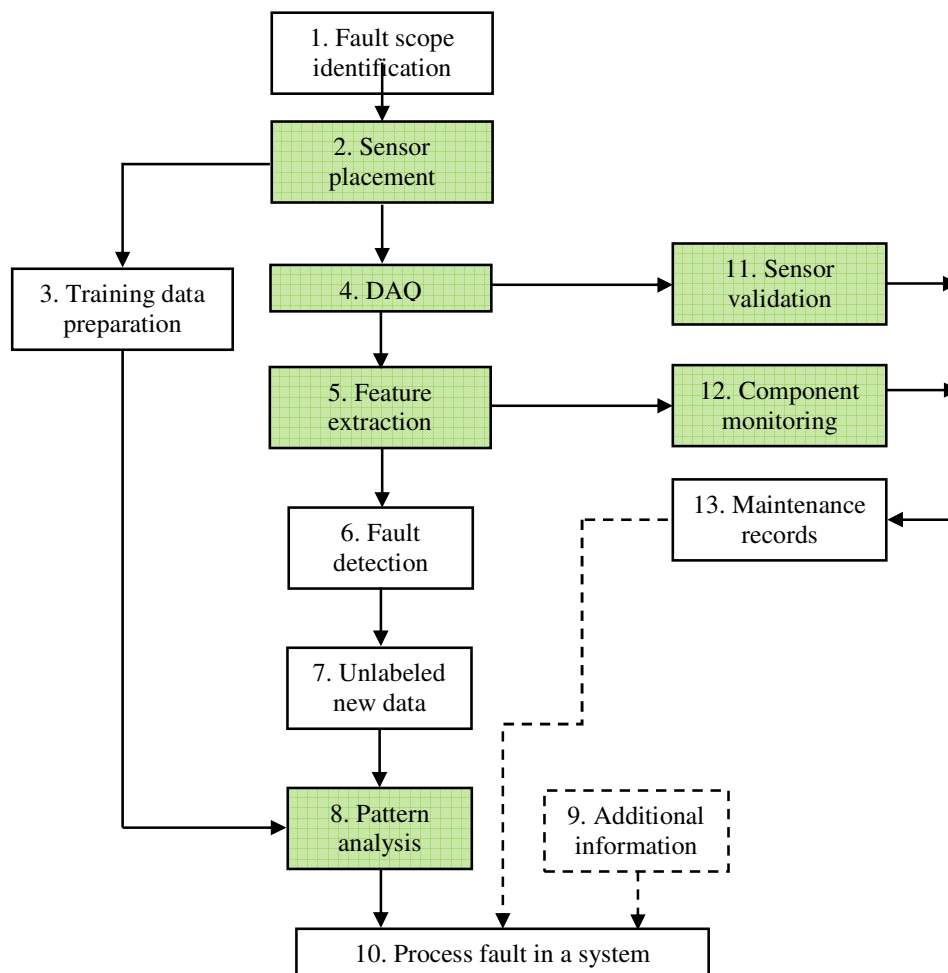 1. Fault scope
identification
2. Sensor
placement
3. Training data
preparation
4. DAQ
11. Sensor
validation
5. Feature
extraction
12. Component
monitoring
13. Maintenance
records
6. Fault
detection
7. Unlabeled
new data
8. Pattern
analysis
9. Additional
information
10. Process fault in a system